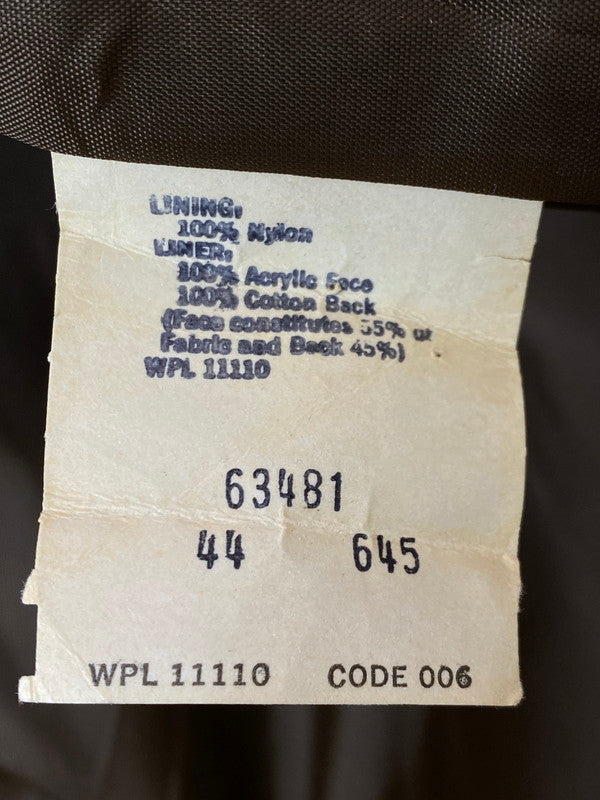 LINING:
100% Nylon
LINER:
100% Acrylic Face
100% Cotton Back
(Face constitutes 55% of
Fabric and Back 45%)
WPL 11110
63481
44 645
WPL 11110 CODE 006